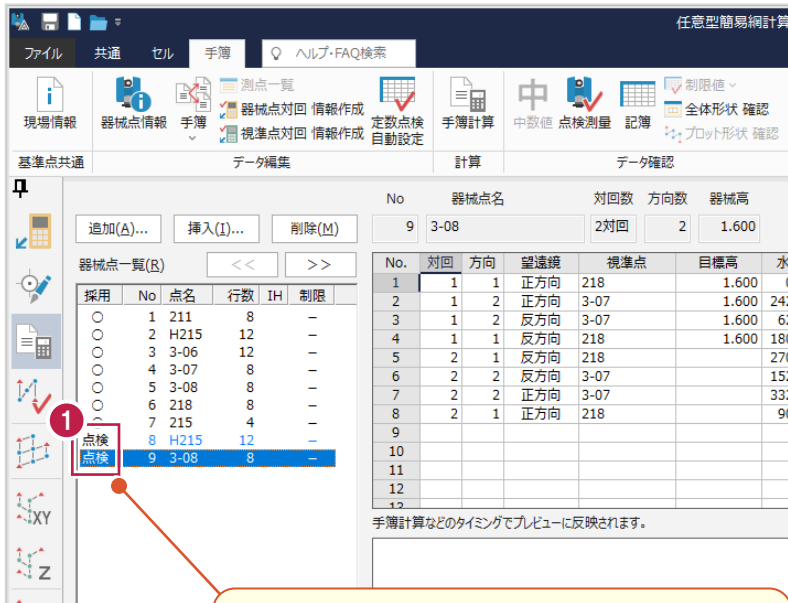 任意型簡易網計算
ファイル 共通 セル 手簿 ヘルプ・FAQ検索
現場情報 器械点情報 手簿 測点一覧 器械点対回 情報作成 視準点対回 情報作成 定数点検 自動設定 手簿計算 中数値 点検測量 記簿 制限値 全体形状 確認 プロット形状 確認
基準点共通 データ編集 計算 データ確認
追加(A)... 挿入(I)... 削除(M)
器械点一覧(R) << >>
採用 No 点名 行数 IH 制限
○ 1 211 8 –
○ 2 H215 12 –
○ 3 3-06 12 –
○ 4 3-07 8 –
○ 5 3-08 8 –
○ 6 218 8 –
○ 7 215 4 –
1
点検 8 H215 12 –
点検 9 3-08 8 –
XY
Z
No 器械点名 対回数 方向数 器械高
9 3-08 2対回 2 1.600
No. 対回 方向 望遠鏡 視準点 目標高 水
1 1 1 正方向 218 1.600 0
2 1 2 正方向 3-07 1.600 242
3 1 2 反方向 3-07 1.600 62
4 1 1 反方向 218 1.600 180
5 2 1 反方向 218 270
6 2 2 反方向 3-07 152
7 2 2 正方向 3-07 332
8 2 1 正方向 218 90
9
10
11
12
13
手簿計算などのタイミングでプレビューに反映されます。